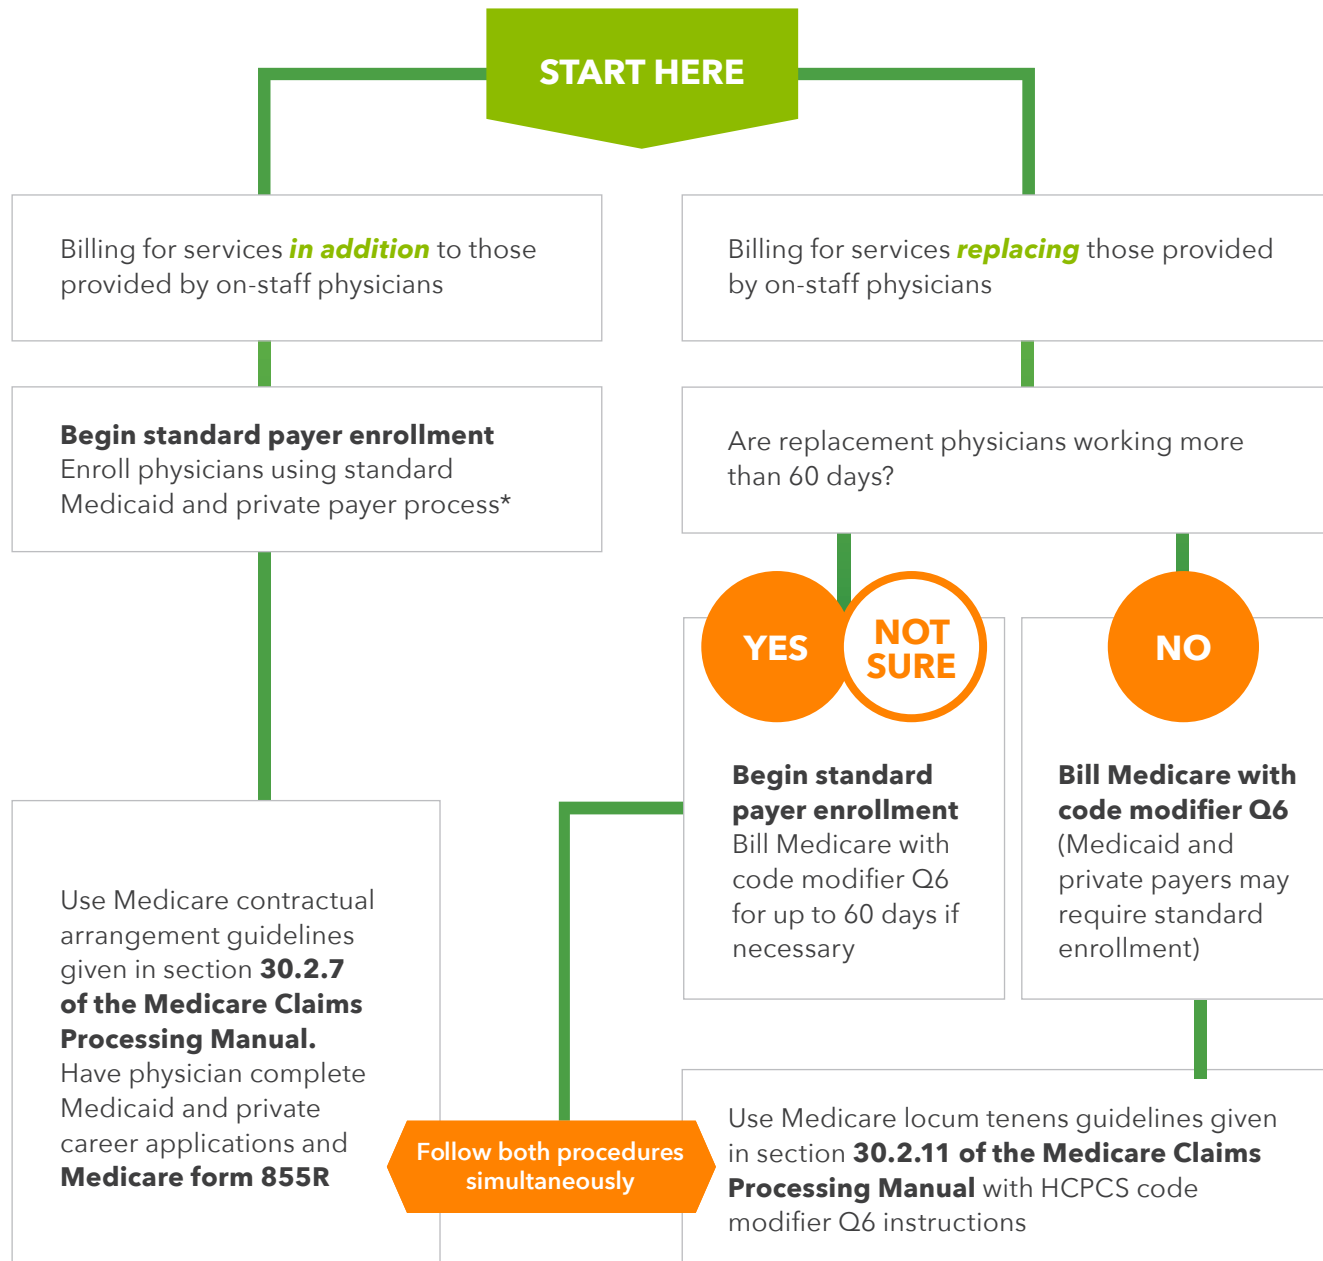 START HERE
Billing for services in addition to those
provided by on-staff physicians
Begin standard payer enrollment
Enroll physicians using standard
Medicaid and private payer process*
Billing for services replacing those provided
by on-staff physicians
Are replacement physicians working more
than 60 days?
YES
NOT
SURE
NO
Begin standard
payer enrollment
Bill Medicare with
code modifier Q6
for up to 60 days if
necessary
Bill Medicare with
code modifier Q6
(Medicaid and
private payers may
require standard
enrollment)
Use Medicare contractual
arrangement guidelines
given in section 30.2.7
of the Medicare Claims
Processing Manual.
Have physician complete
Medicaid and private
career applications and
Medicare form 855R
Follow both procedures
simultaneously
Use Medicare locum tenens guidelines given
in section 30.2.11 of the Medicare Claims
Processing Manual with HCPCS code
modifier Q6 instructions